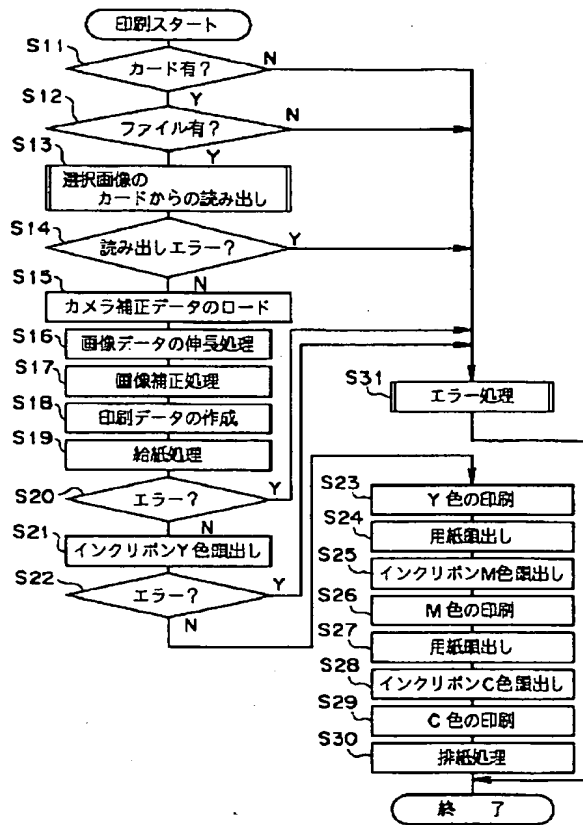 印刷スタート
S11
カード有?
N
Y
S12
ファイル有?
N
Y
S13
選択画像の
カードからの読み出し
S14
読み出しエラー?
Y
N
S15
カメラ補正データのロード
S16
画像データの伸長処理
S17
画像補正処理
S18
印刷データの作成
S19
給紙処理
S20
エラー?
Y
N
S21
インクリボンY色頭出し
S22
エラー?
Y
N
S31
エラー処理
S23
Y色の印刷
S24
用紙頭出し
S25
インクリボンM色頭出し
S26
M色の印刷
S27
用紙頭出し
S28
インクリボンC色頭出し
S29
C色の印刷
S30
排紙処理
終 了